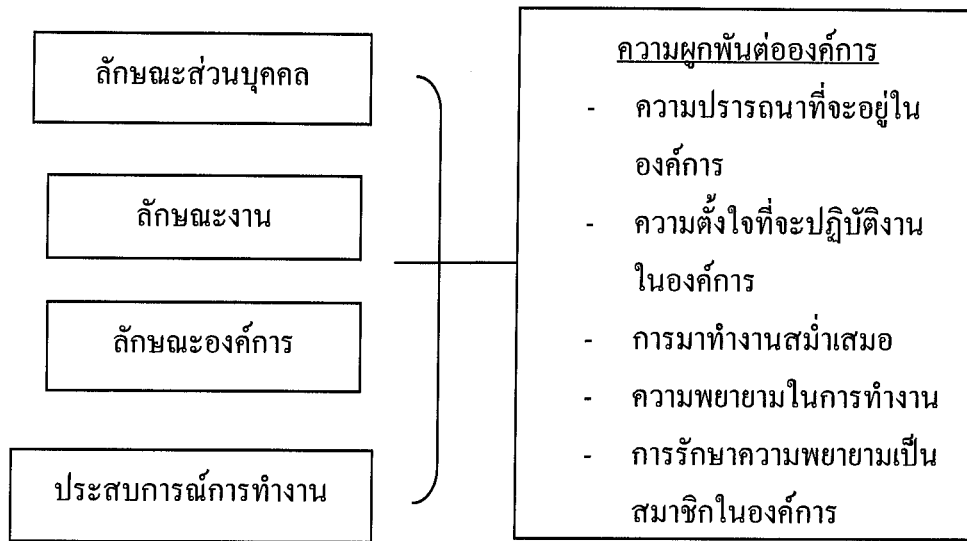 ลักษณะส่วนบุคคล
ลักษณะงาน
ลักษณะองค์การ
ประสบการณ์การทำงาน
ความผูกพันต่อองค์การ
- ความปรารถนาที่จะอยู่ใน
องค์การ
- ความตั้งใจที่จะปฏิบัติงาน
ในองค์การ
- การมาทำงานสม่ำเสมอ
- ความพยายามในการทำงาน
- การรักษาความพยายามเป็น
สมาชิกในองค์การ